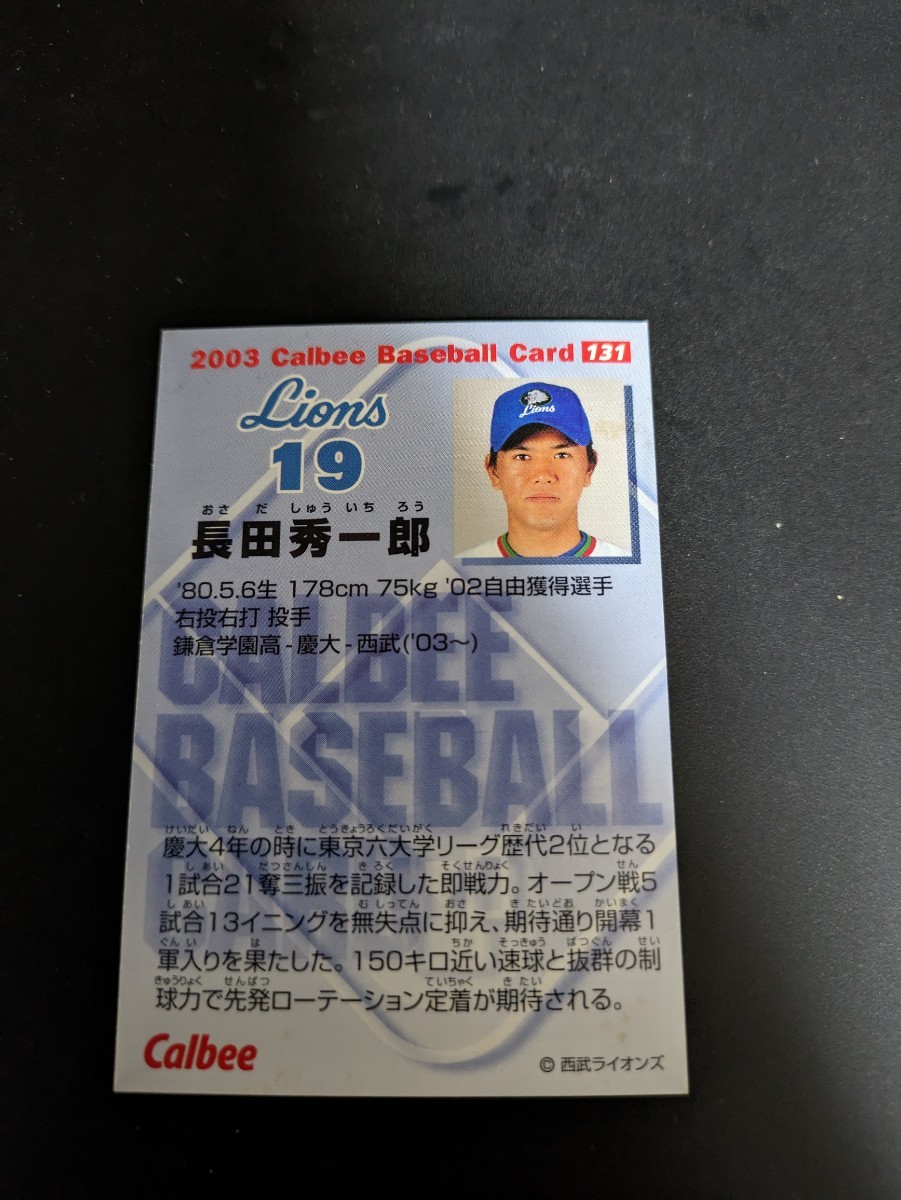 2003 Calbee Baseball Card 131
Lions
Lions
19
おさ だ しゅう いち ろう
長田秀一郎
'80.5.6生 178cm 75kg '02自由獲得選手
右投右打 投手
鎌倉学園高-慶大-西武('03〜)
CALBEE
BASEBALL
けいだい ねん とき とうきょうろくだいがく れきだい い
慶大4年の時に東京六大学リーグ歴代2位となる
しあい だつさんしん きろく そくせんりょく せん
1試合21奪三振を記録した即戦力。オープン戦5
しあい むしってん おさ きたいどお かいまく
試合13イニングを無失点に抑え、期待通り開幕1
ぐんい は ちか そっきゅう ばつぐん せい
軍入りを果たした。150キロ近い速球と抜群の制
きゅうりょく せんぱつ ていちゃく きたい
球力で先発ローテーション定着が期待される。
Calbee
© 西武ライオンズ